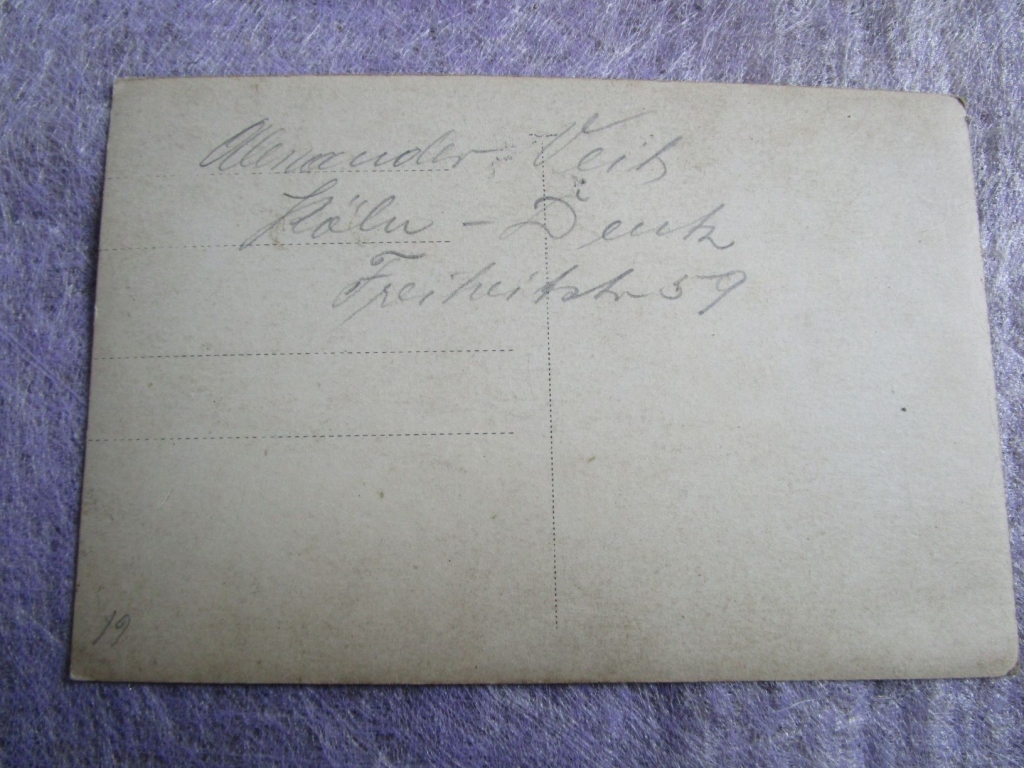 Alexander Veit
Köln - Deutz
Freiheitstr 59
19